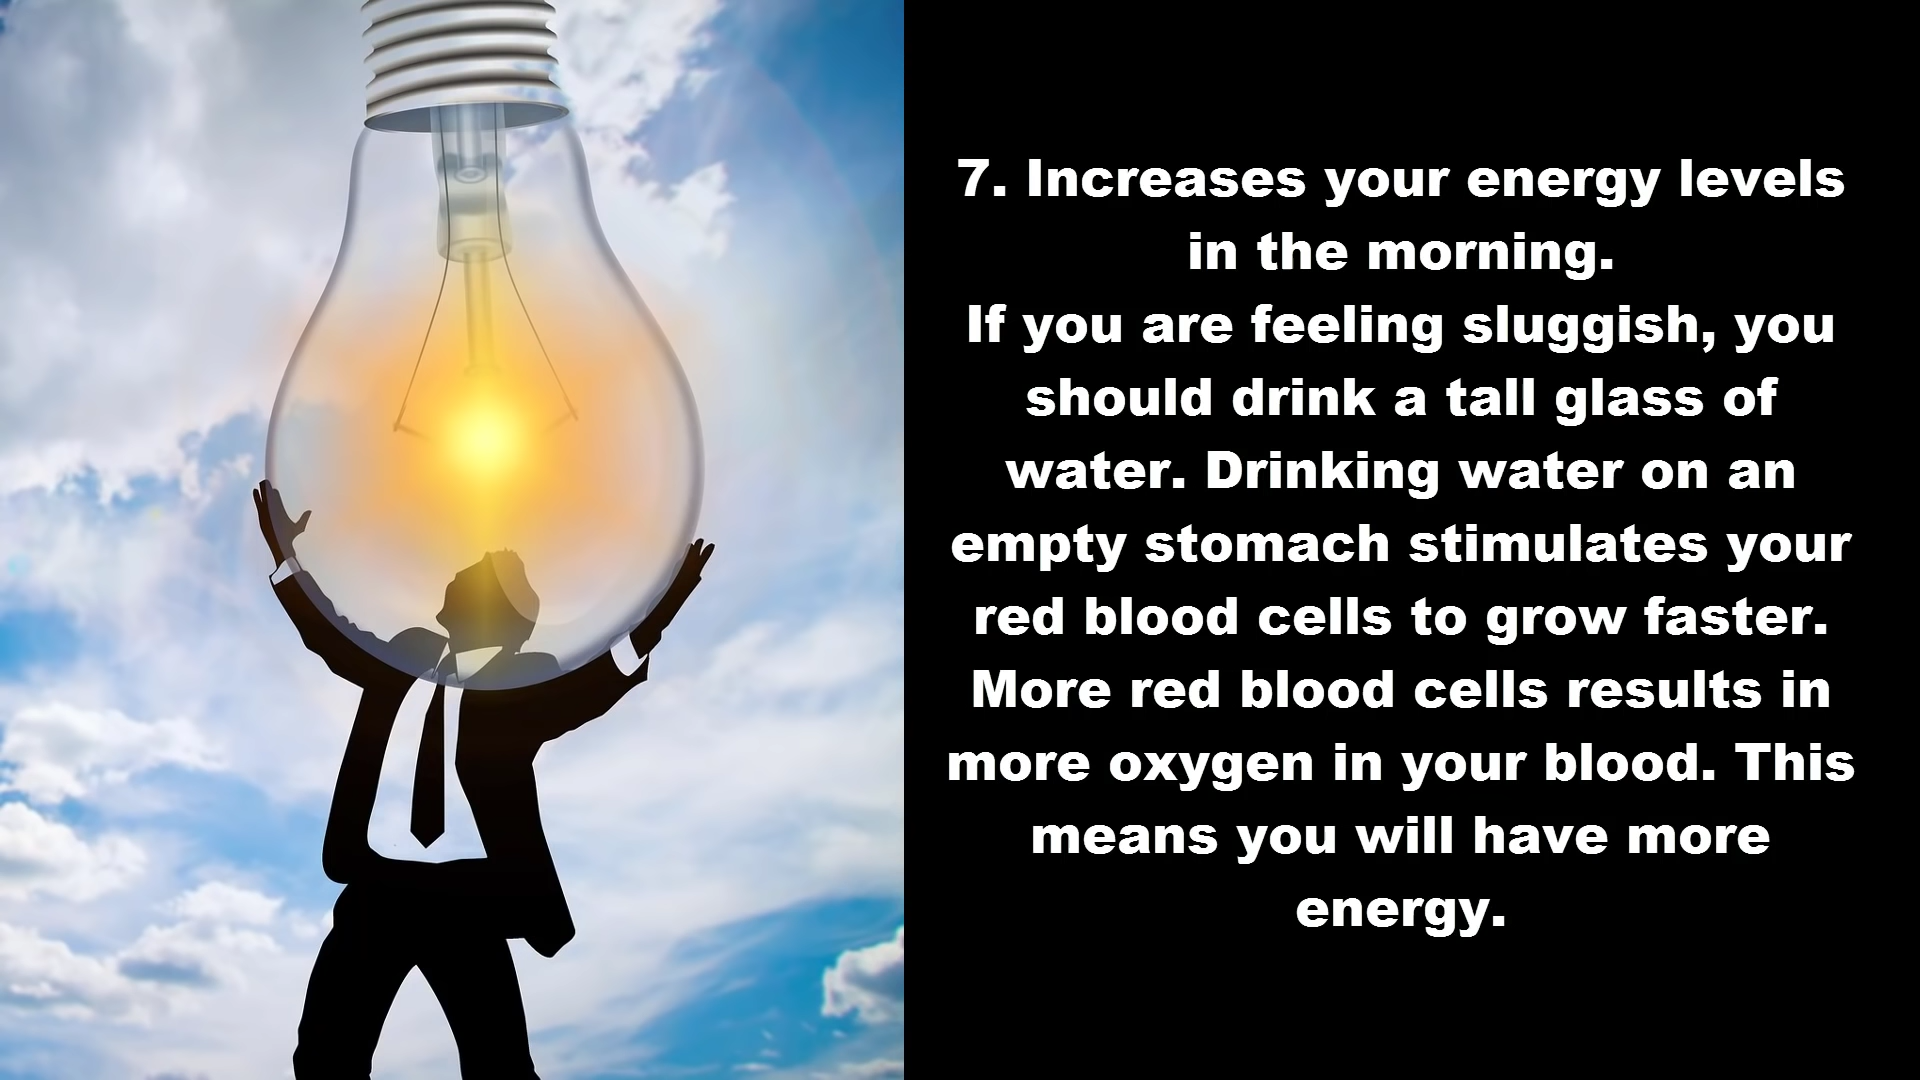 7. Increases your energy levels
in the morning.
If you are feeling sluggish, you
should drink a tall glass of
water. Drinking water on an
empty stomach stimulates your
red blood cells to grow faster.
More red blood cells results in
more oxygen in your blood. This
means you will have more
energy.